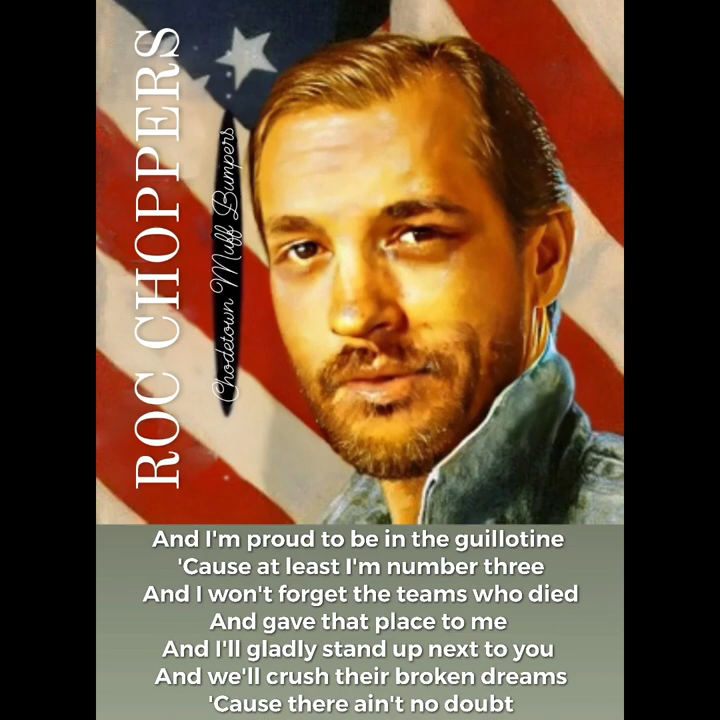 ROC CHOPPERS
Chodetown Muff Bumpers
And I'm proud to be in the guillotine
'Cause at least I'm number three
And I won't forget the teams who died
And gave that place to me
And I'll gladly stand up next to you
And we'll crush their broken dreams
'Cause there ain't no doubt